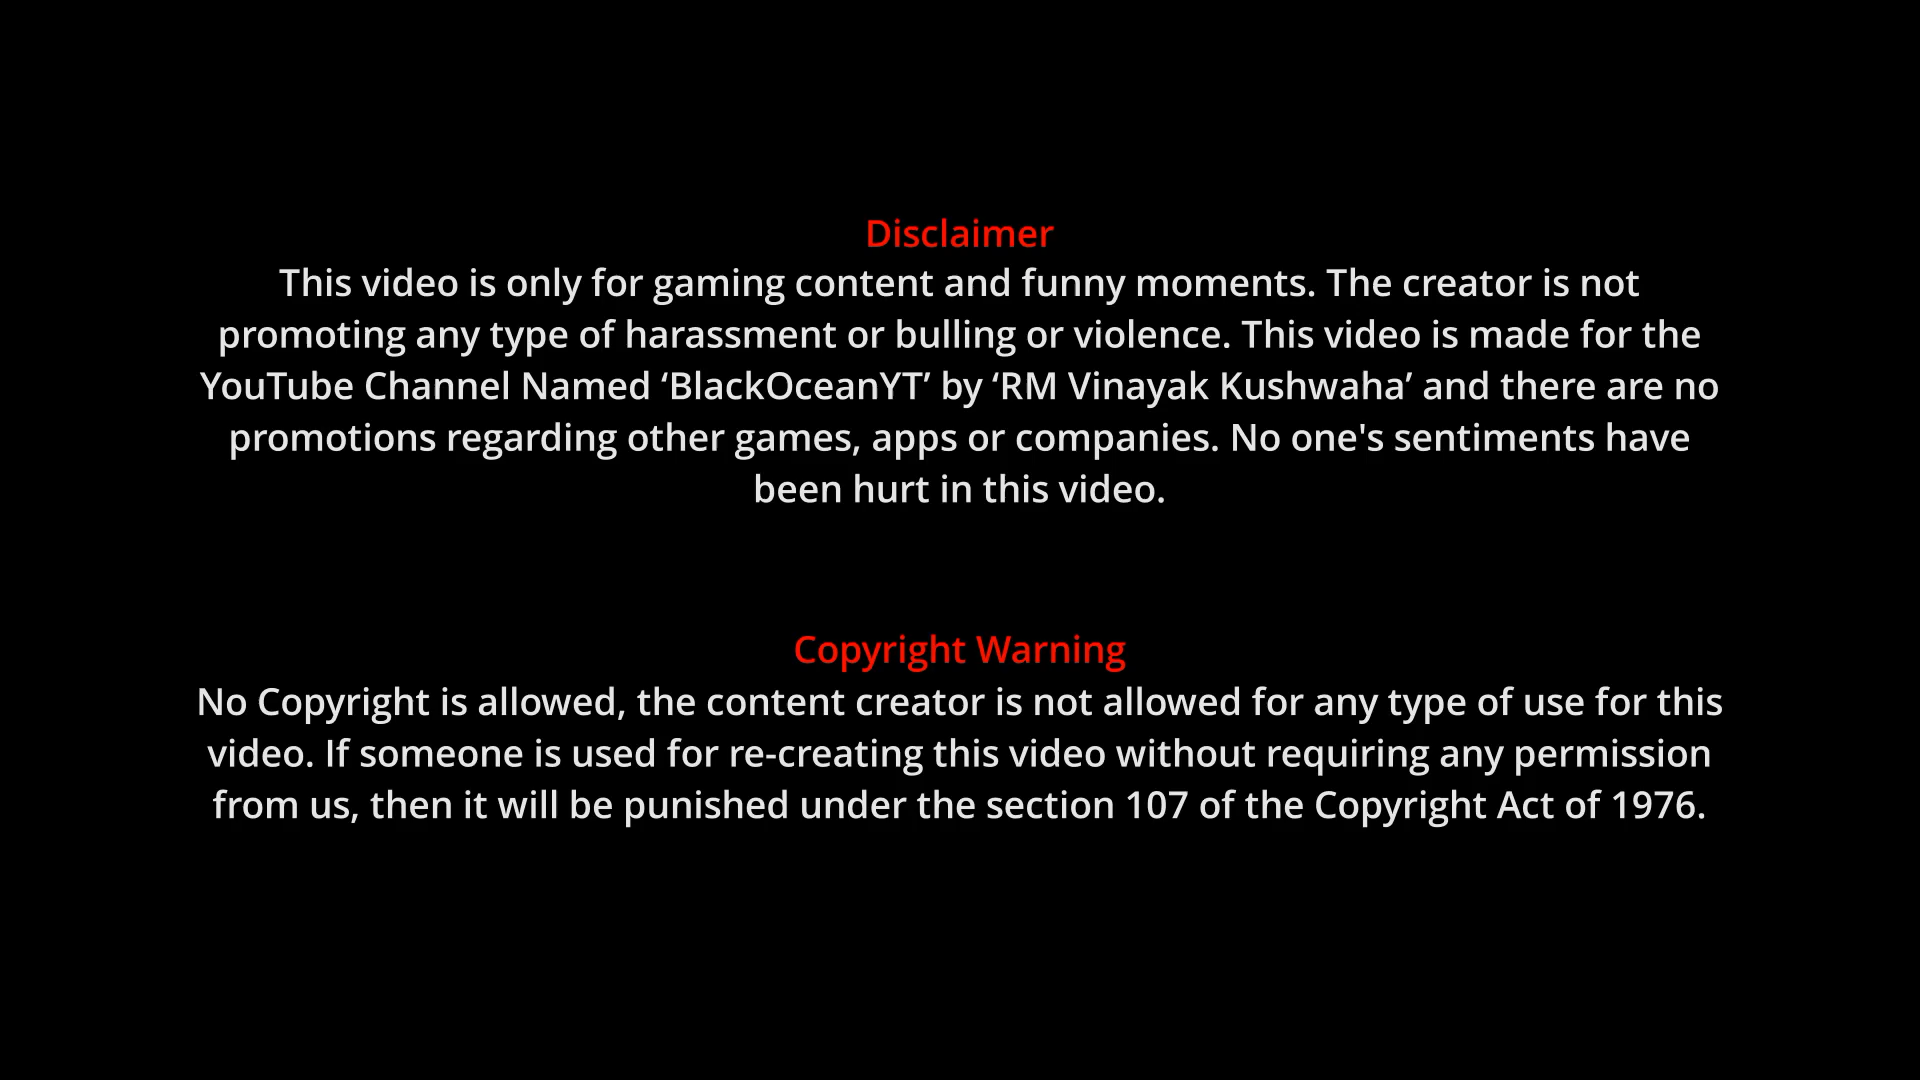 Disclaimer
This video is only for gaming content and funny moments. The creator is not
promoting any type of harassment or bulling or violence. This video is made for the
YouTube Channel Named ‘BlackOceanYT’ by ‘RM Vinayak Kushwaha’ and there are no
promotions regarding other games, apps or companies. No one's sentiments have
been hurt in this video.
Copyright Warning
No Copyright is allowed, the content creator is not allowed for any type of use for this
video. If someone is used for re-creating this video without requiring any permission
from us, then it will be punished under the section 107 of the Copyright Act of 1976.